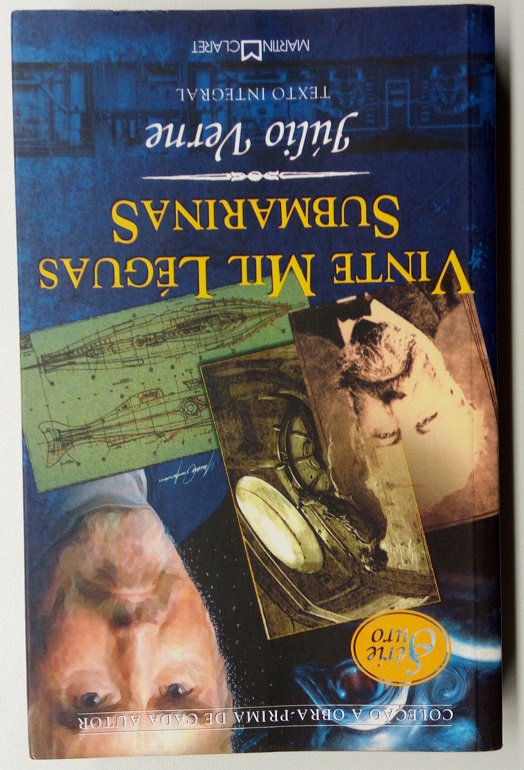 COLEÇÃO A OBRA-PRIMA DE CADA AUTOR
Série
Ouro
VINTE MIL LÉGUAS
SUBMARINAS
Júlio Verne
TEXTO INTEGRAL
MARTIN CLARET